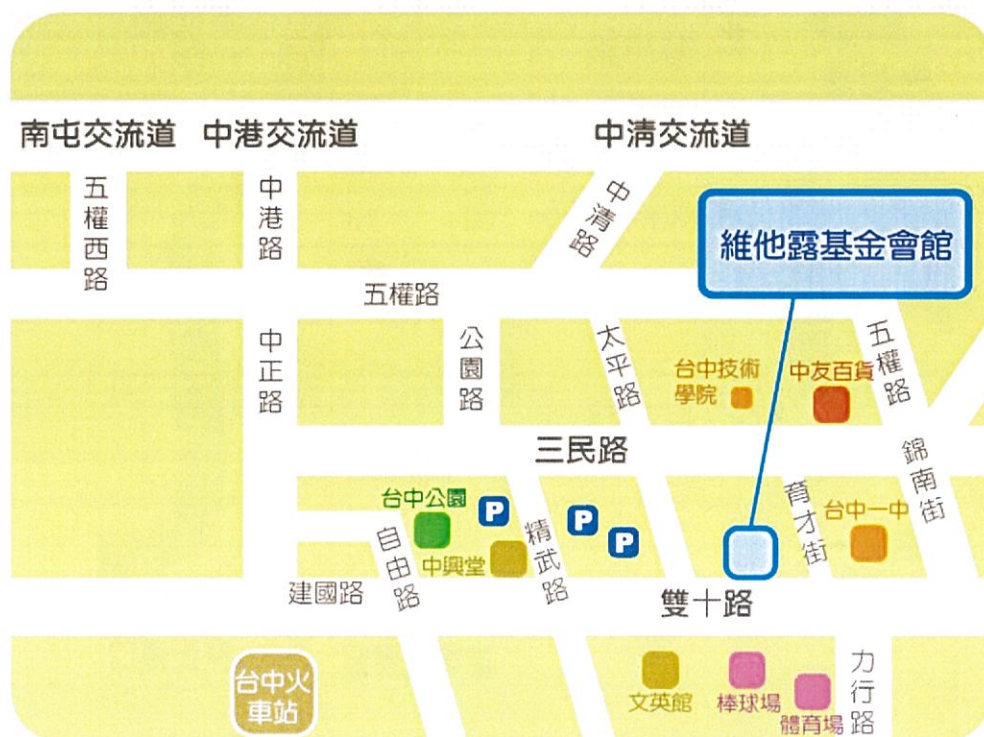 南屯交流道
中港交流道
中清交流道
五權西路
中港路
中清路
維他露基金會館
五權路
中正路
公園路
太平路
台中技術
學院
中友百貨
五權路
三民路
錦南街
台中公園
P
P
P
自由路
中興堂
精武路
育才街
台中一中
建國路
雙十路
台中火
車站
文英館
棒球場
體育場
力行路